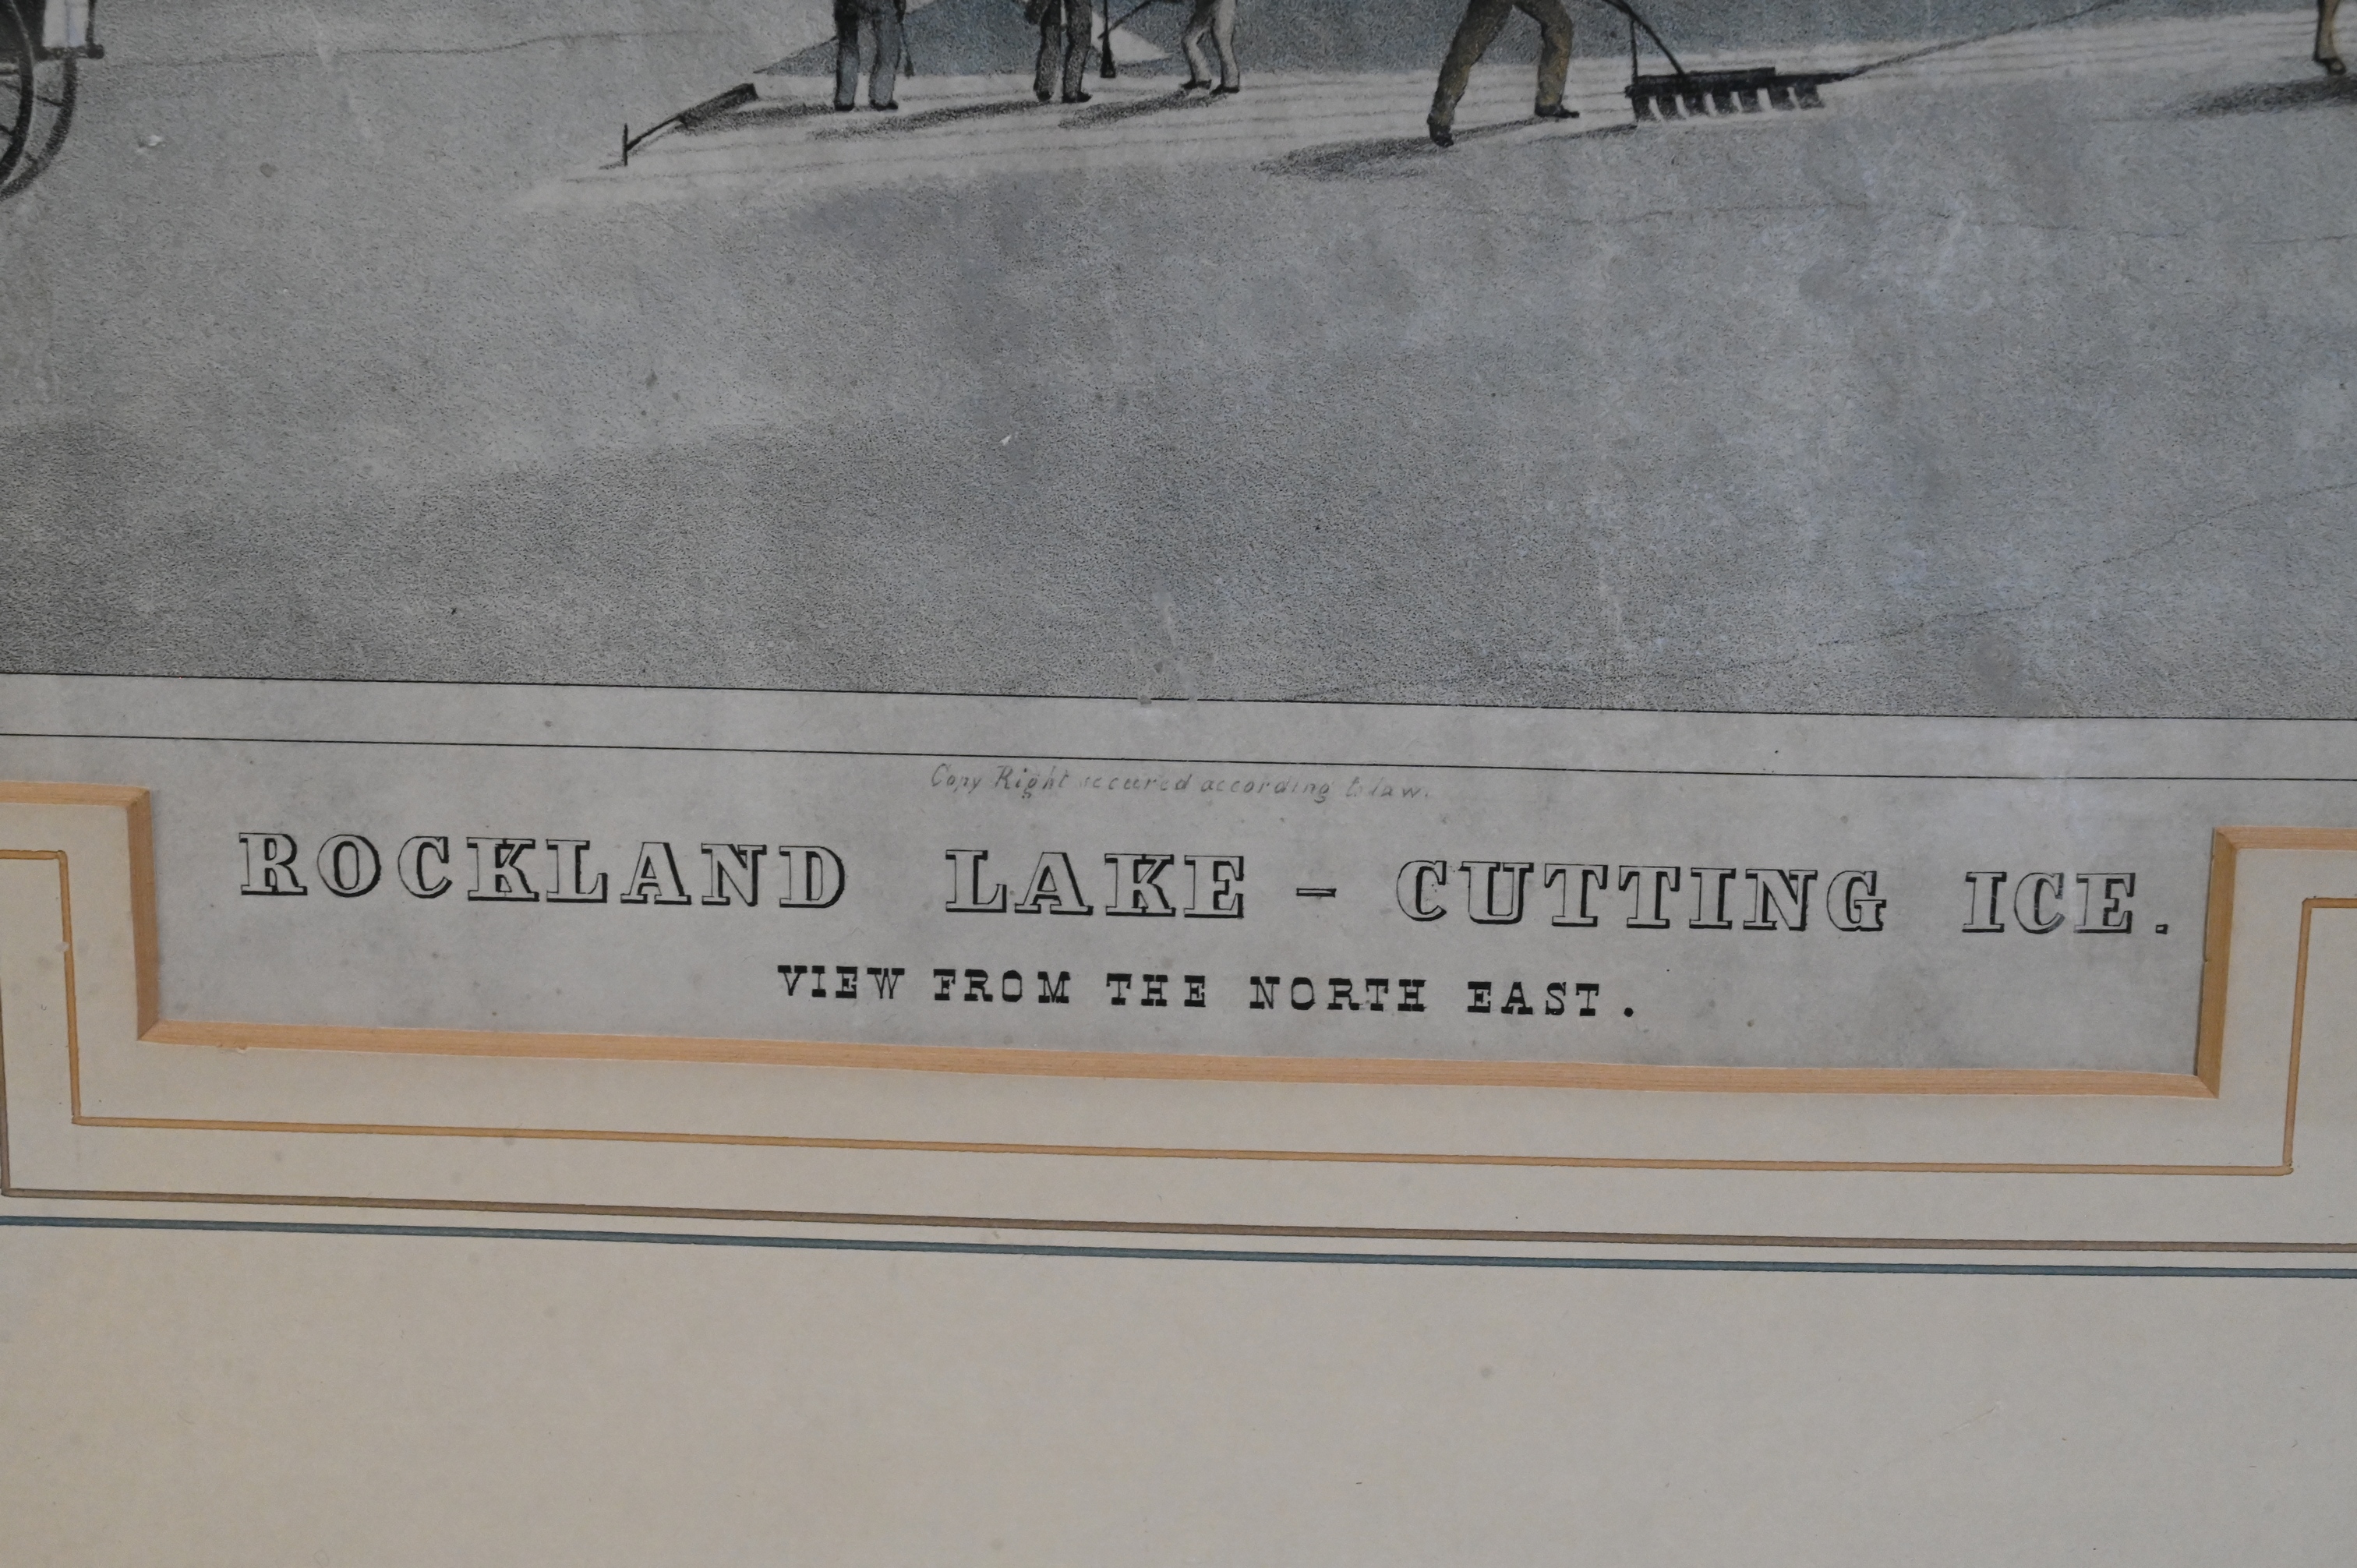 Copy Right secured according to law.
ROCKLAND LAKE - CUTTING ICE.
VIEW FROM THE NORTH EAST.